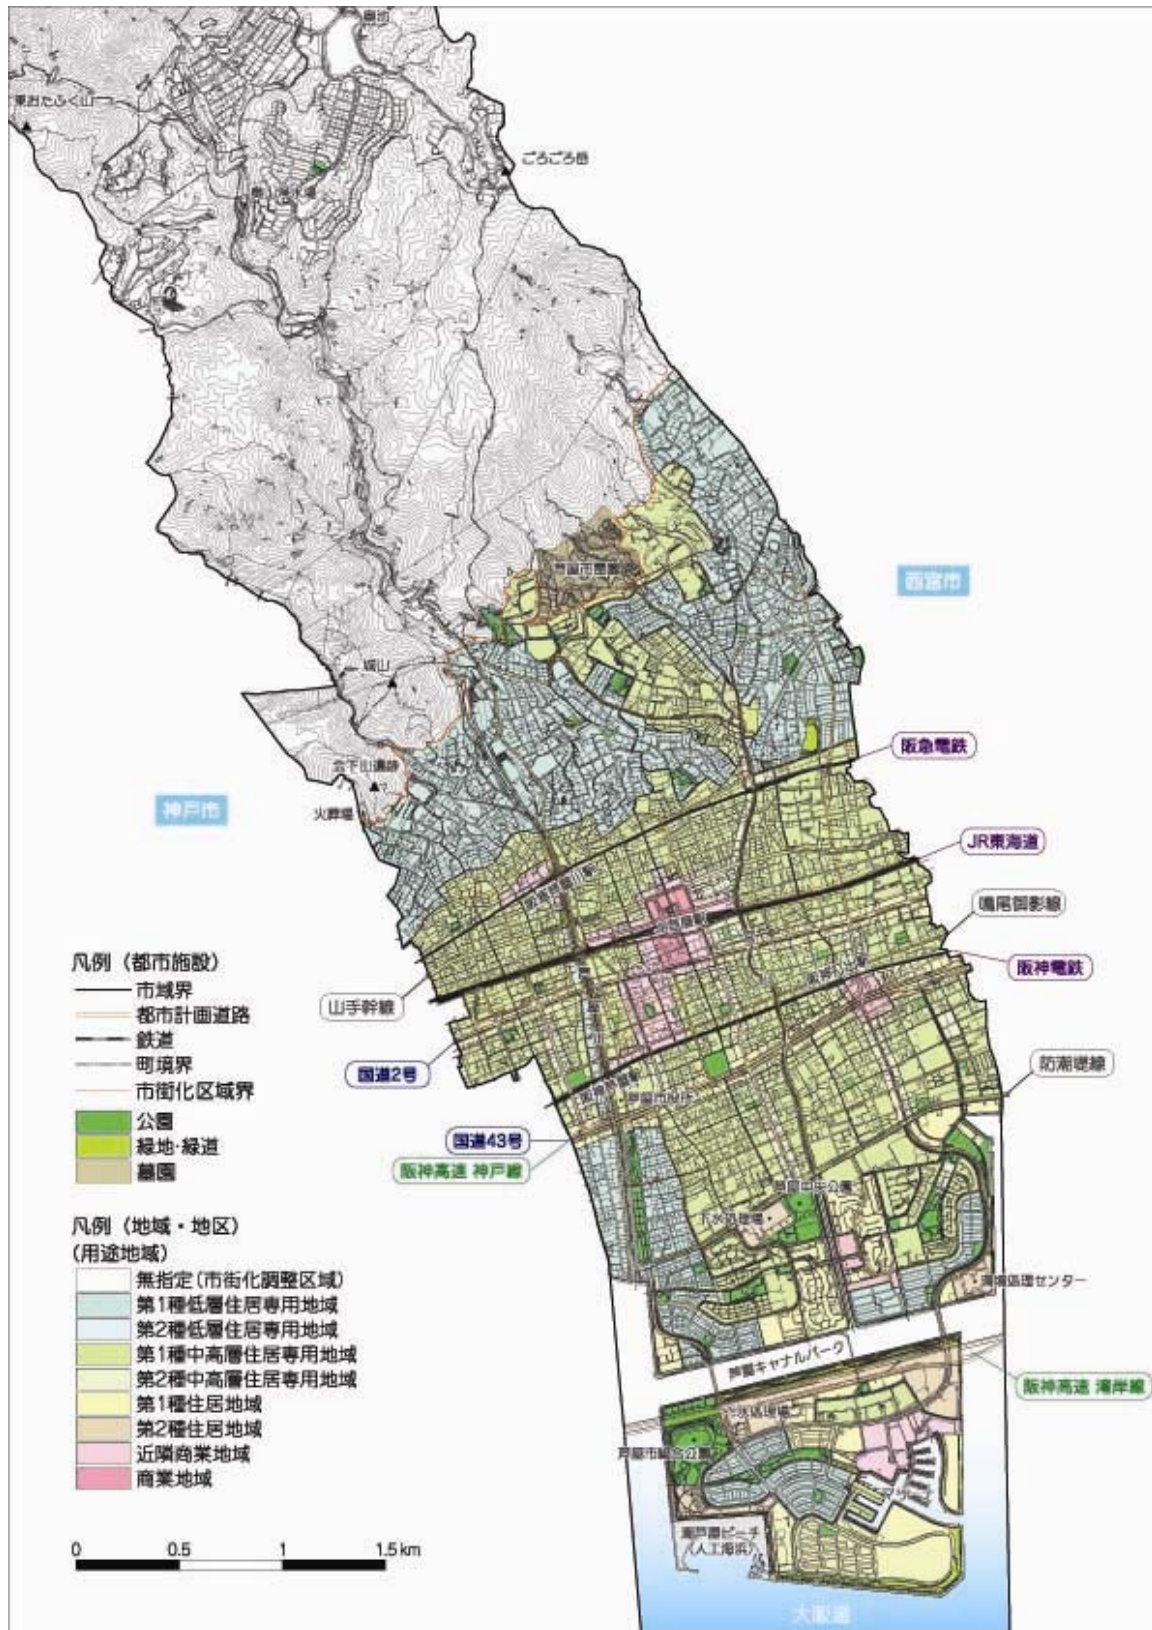 奥池
東おたふく山
ごろごろ岳
芦屋市霊園
西宮市
城山
会下山遺跡
神戸市
火葬場
阪急電鉄
JR東海道
鳴尾御影線
阪神電鉄
山手幹線
国道2号
防潮堤線
芦屋市役所
国道43号
阪神高速 神戸線
芦屋中央公園
下水処理場
環境処理センター
芦屋キャナルパーク
阪神高速 湾岸線
下水処理場
芦屋市総合公園
潮芦屋ビーチ
(人工海浜)
大阪湾
凡例(都市施設)
市域界
都市計画道路
鉄道
町境界
市街化区域界
公園
緑地・緑道
墓園
凡例(地域・地区)
(用途地域)
無指定(市街化調整区域)
第1種低層住居専用地域
第2種低層住居専用地域
第1種中高層住居専用地域
第2種中高層住居専用地域
第1種住居地域
第2種住居地域
近隣商業地域
商業地域
0 0.5 1 1.5km